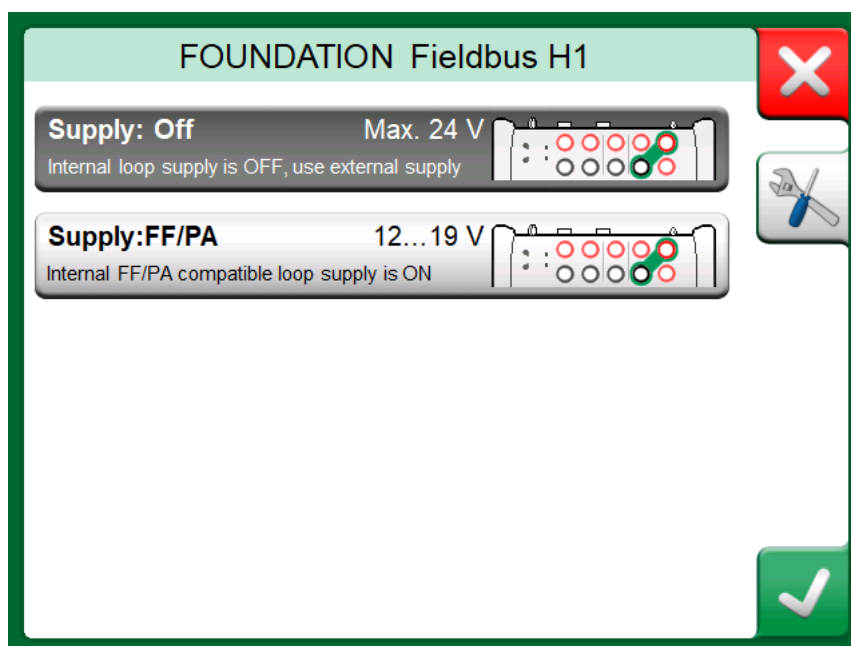 FOUNDATION Fieldbus H1
Supply: Off Max. 24 V
Internal loop supply is OFF, use external supply
Supply:FF/PA 12...19 V
Internal FF/PA compatible loop supply is ON